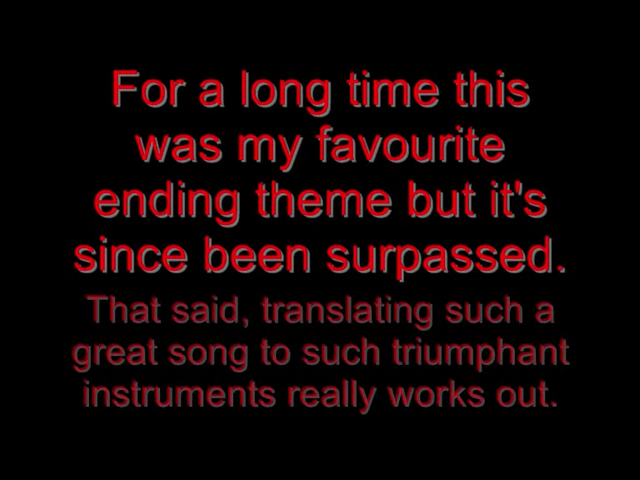 For a long time this
was my favourite
ending theme but it's
since been surpassed.
That said, translating such a
great song to such triumphant
instruments really works out.